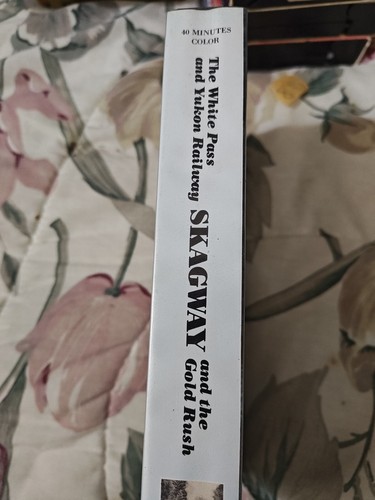 40 MINUTES
COLOR
The White Pass
and Yukon Railway
SKAGWAY
and the
Gold Rush